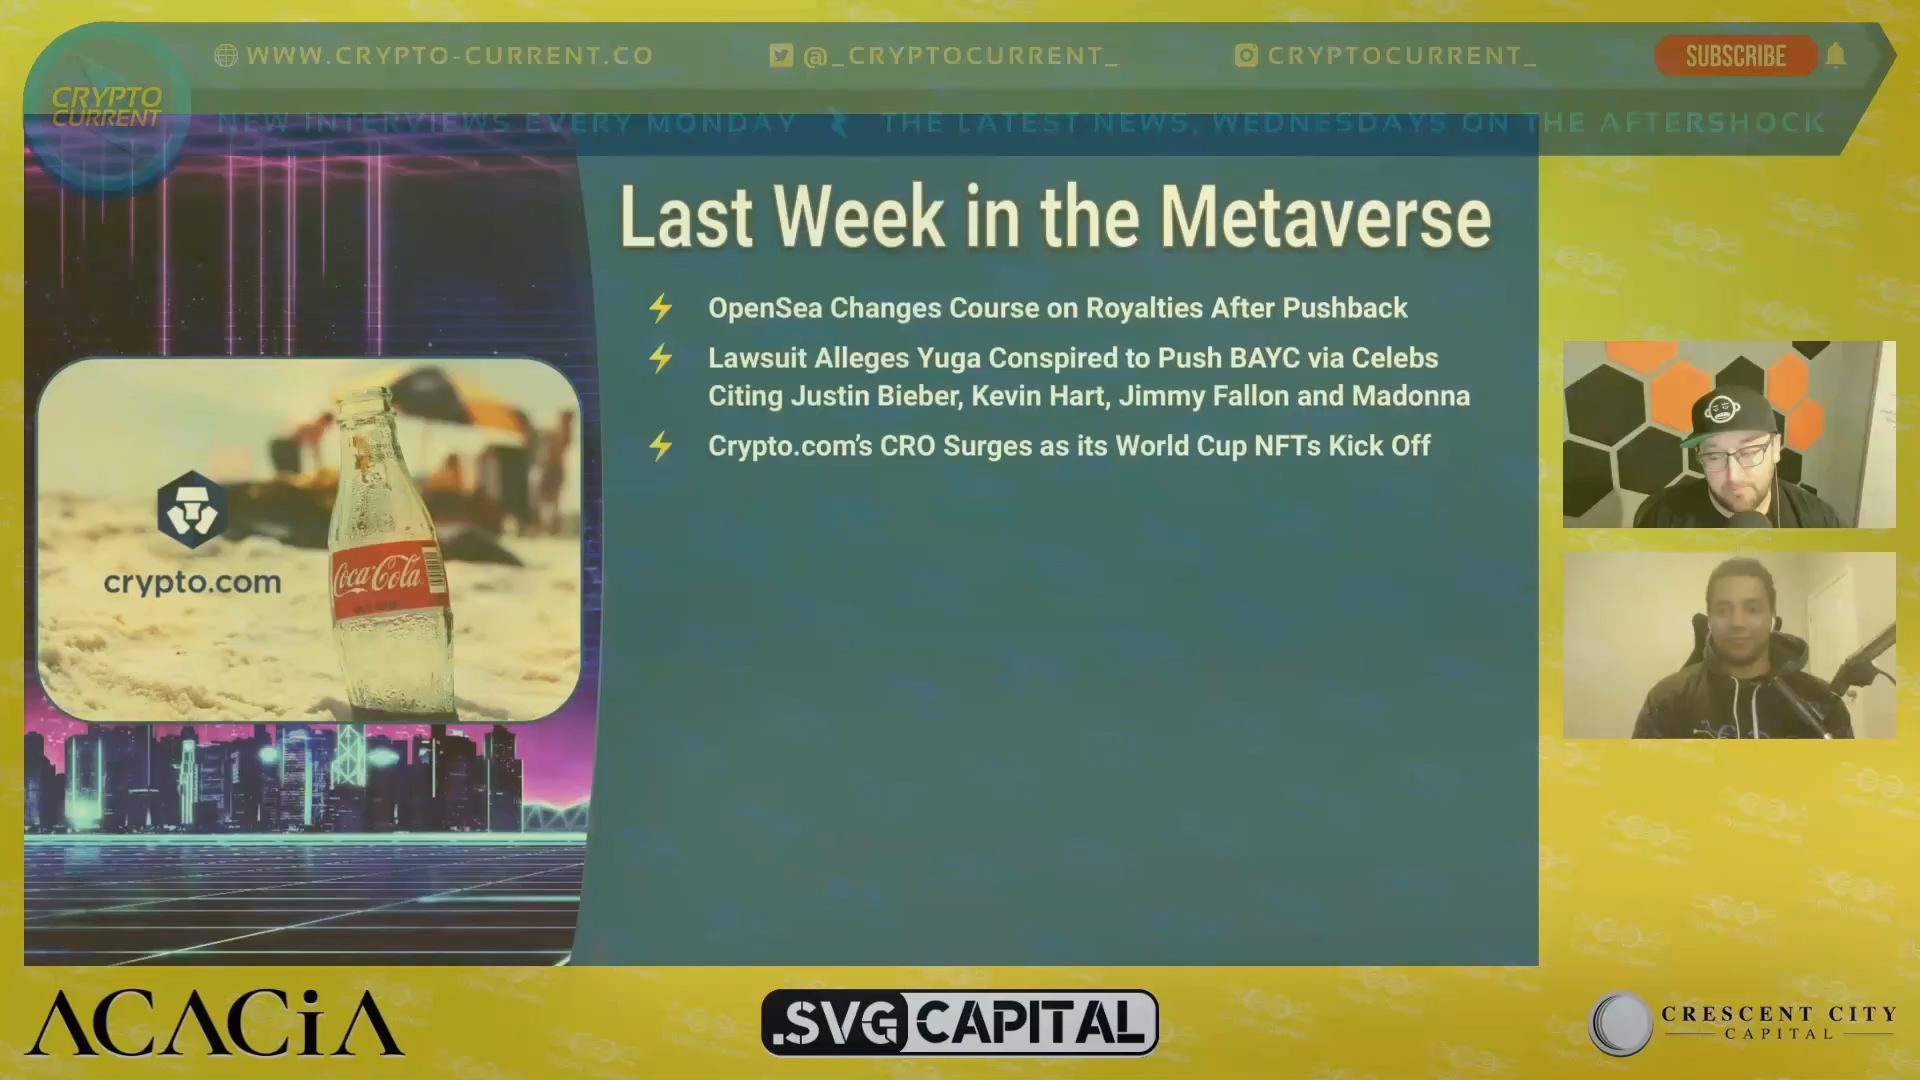 WWW.CRYPTO-CURRENT.CO
@_CRYPTOCURRENT_
CRYPTOCURRENT_
SUBSCRIBE
CRYPTO
CURRENT
NEW INTERVIEWS EVERY MONDAY
THE LATEST NEWS, WEDNESDAYS ON THE AFTERSHOCK
Last Week in the Metaverse
OpenSea Changes Course on Royalties After Pushback
Lawsuit Alleges Yuga Conspired to Push BAYC via Celebs
Citing Justin Bieber, Kevin Hart, Jimmy Fallon and Madonna
Crypto.com’s CRO Surges as its World Cup NFTs Kick Off
crypto.com
Coca-Cola
ACACiA
.SVG CAPITAL
CRESCENT CITY
CAPITAL